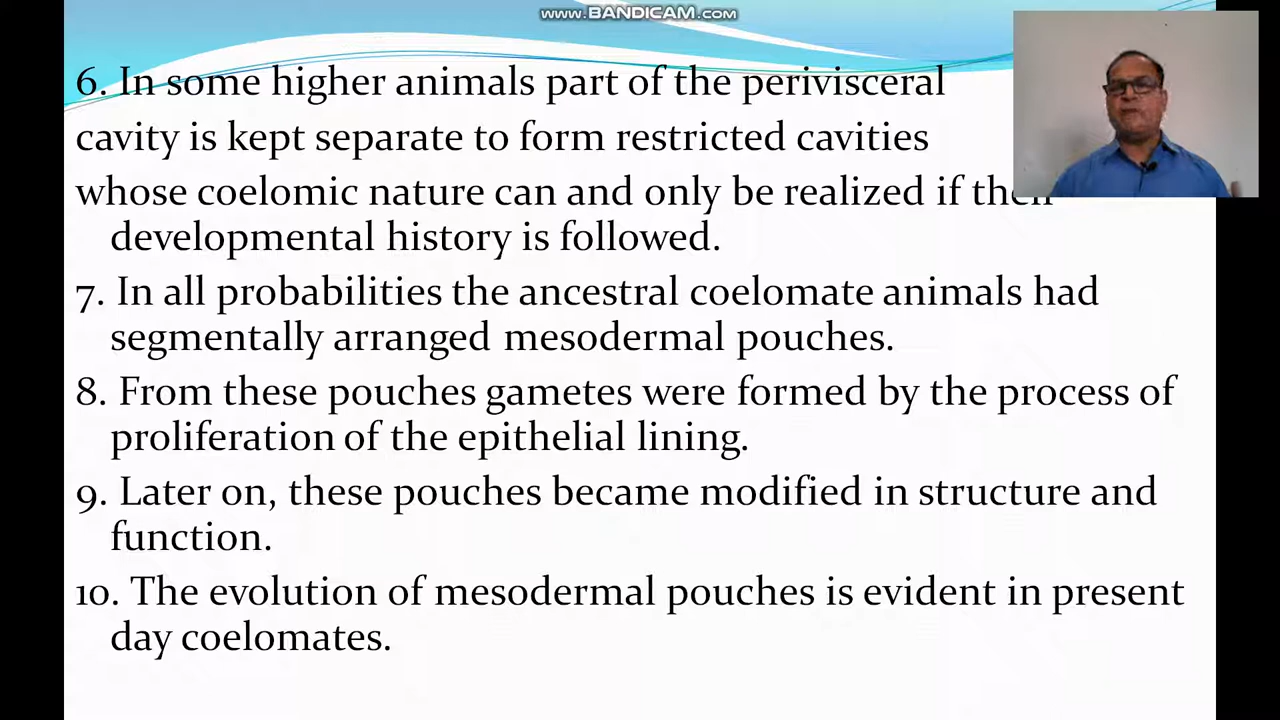 www.BANDICAM.com
6. In some higher animals part of the perivisceral
cavity is kept separate to form restricted cavities
whose coelomic nature can and only be realized if their
developmental history is followed.
7. In all probabilities the ancestral coelomate animals had
segmentally arranged mesodermal pouches.
8. From these pouches gametes were formed by the process of
proliferation of the epithelial lining.
9. Later on, these pouches became modified in structure and
function.
10. The evolution of mesodermal pouches is evident in present
day coelomates.